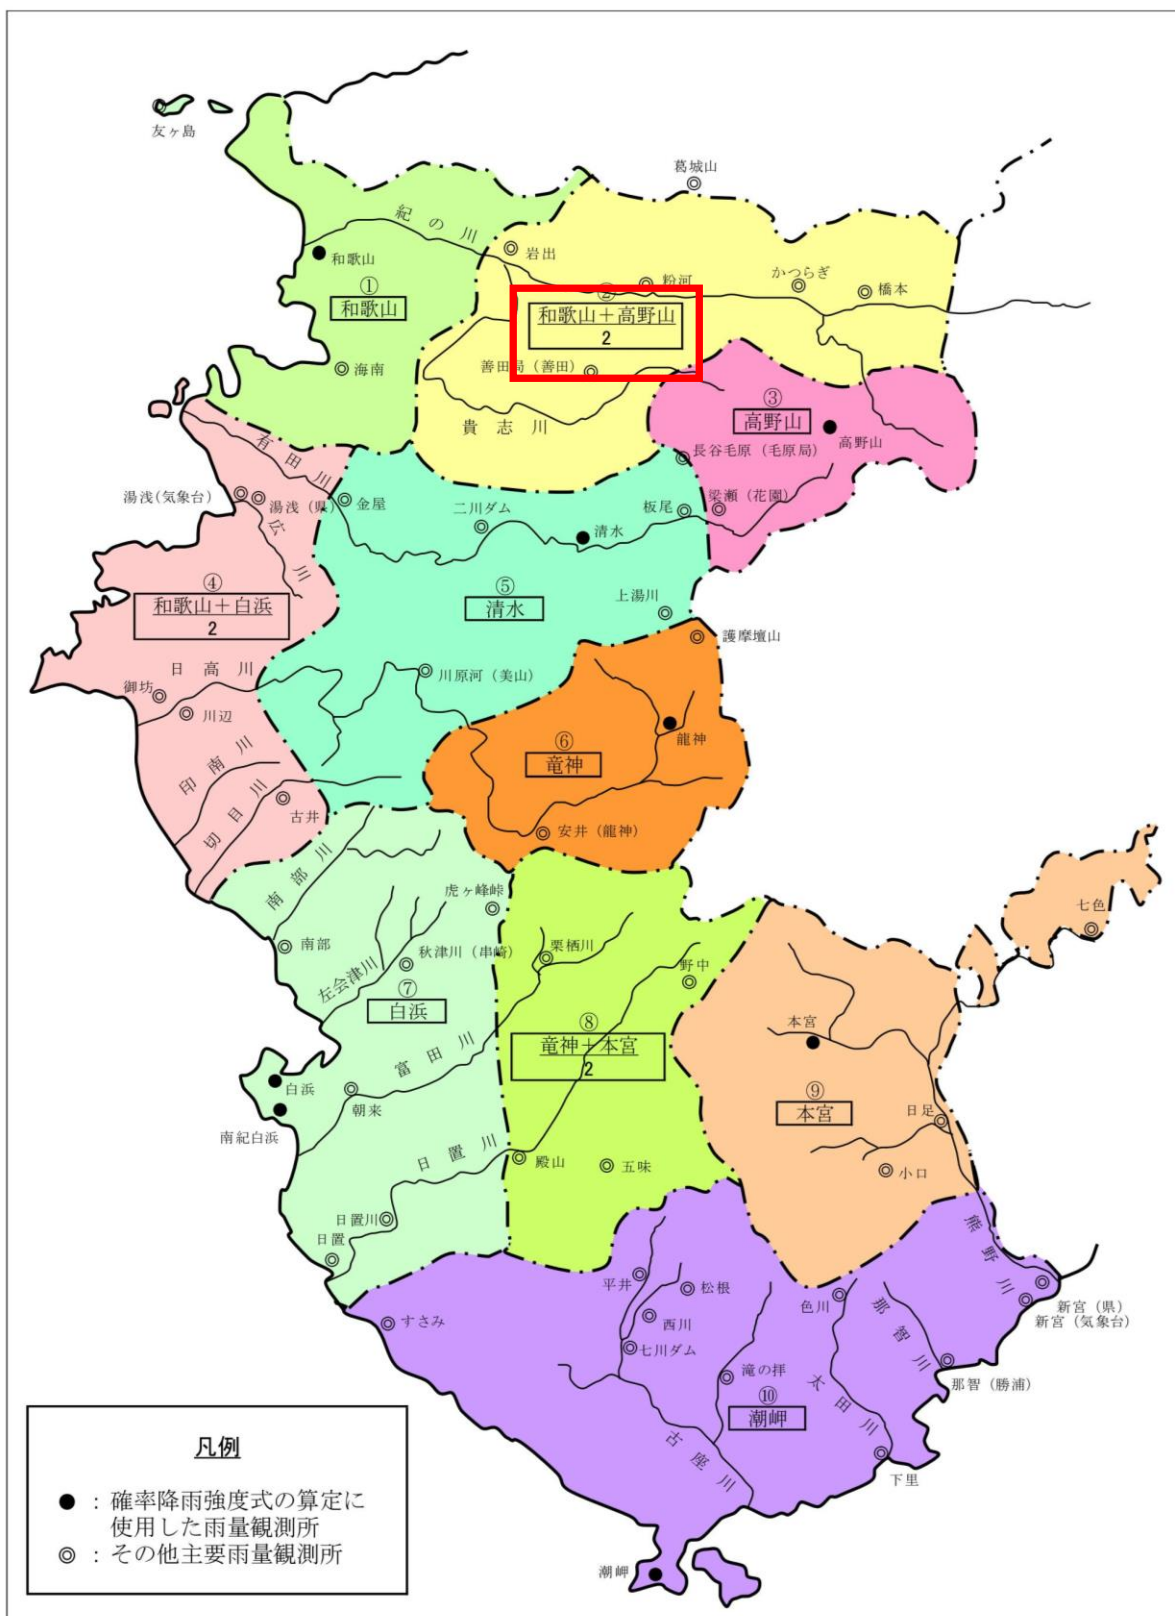 友ヶ島
葛城山
紀の川
岩出
和歌山
粉河
かつらぎ
橋本
①
和歌山
②
和歌山＋高野山
2
海南
善田局（善田）
貴志川
③
高野山
高野山
長谷毛原（毛原局）
有田川
湯浅(気象台)
湯浅（県）
広川
金屋
二川ダム
清水
板尾
梁瀬（花園）
④
和歌山＋白浜
2
⑤
清水
上湯川
護摩壇山
日高川
御坊
川辺
川原河（美山）
龍神
⑥
竜神
印南川
切目川
古井
安井（龍神）
南部川
虎ヶ峰峠
七色
南部
秋津川（串崎）
栗栖川
野中
左会津川
⑦
白浜
富田川
⑧
竜神＋本宮
2
本宮
白浜
南紀白浜
朝来
⑨
本宮
日足
日置川
殿山
五味
小口
日置川
日置
熊野川
平井
松根
色川
那智川
新宮（県）
新宮（気象台）
すさみ
西川
七川ダム
滝の拝
那智（勝浦）
太田川
⑩
潮岬
古座川
下里
潮岬
凡例
●：確率降雨強度式の算定に
使用した雨量観測所
◎：その他主要雨量観測所